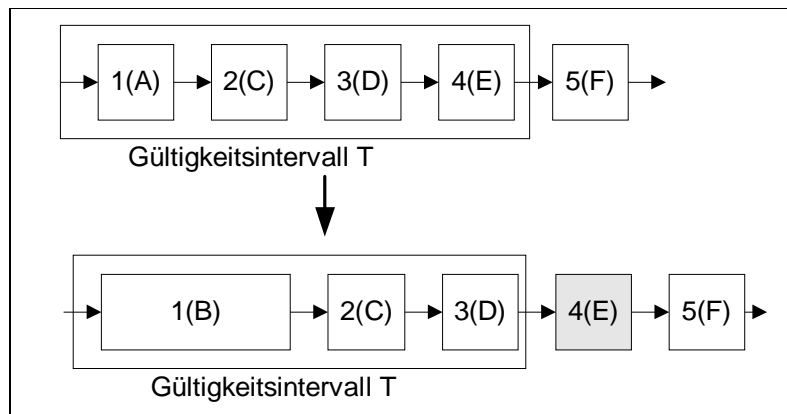 1(A) 2(C) 3(D) 4(E) 5(F)
Gültigkeitsintervall T
1(B) 2(C) 3(D) 4(E) 5(F)
Gültigkeitsintervall T